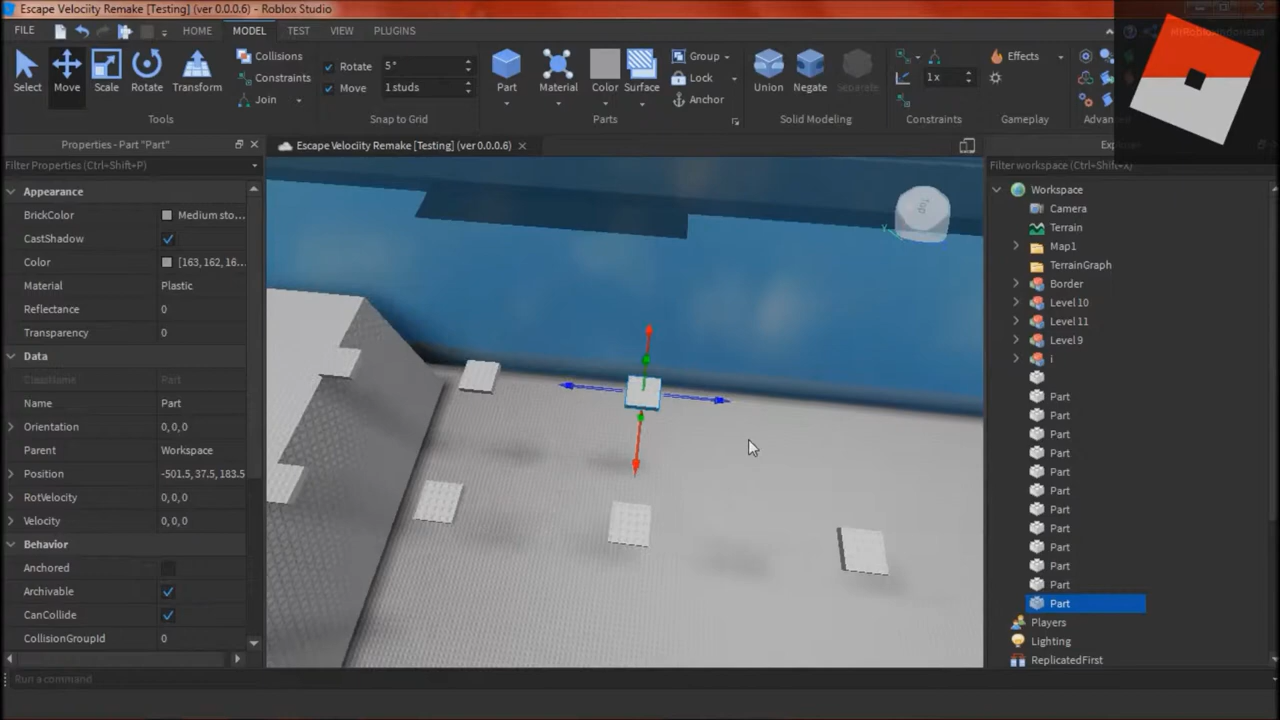 Escape Velociity Remake [Testing] (ver 0.0.0.6) - Roblox Studio
FILE HOME MODEL TEST VIEW PLUGINS
Select Move Scale Rotate Transform
Tools
Collisions
Constraints
Join
Rotate 5°
Move 1 studs
Snap to Grid
Part Material Color Surface
Group
Lock
Anchor
Parts
Union Negate Separate
Solid Modeling
1x
Constraints
Effects
Gameplay
Advan
Properties - Part "Part"
Filter Properties (Ctrl+Shift+P)
Appearance
BrickColor Medium sto...
CastShadow
Color [163, 162, 16...
Material Plastic
Reflectance 0
Transparency 0
Data
ClassName Part
Name Part
Orientation 0,0,0
Parent Workspace
Position -501.5, 37.5, 183.5
RotVelocity 0,0,0
Velocity 0,0,0
Behavior
Anchored
Archivable
CanCollide
CollisionGroupId 0
Escape Velociity Remake [Testing] (ver 0.0.0.6)
Top
Y
Filter workspace (Ctrl+Shift+X)
Workspace
Camera
Terrain
Map1
TerrainGraph
Border
Level 10
Level 11
Level 9
i
Part
Part
Part
Part
Part
Part
Part
Part
Part
Part
Part
Part
Players
Lighting
ReplicatedFirst
Run a command